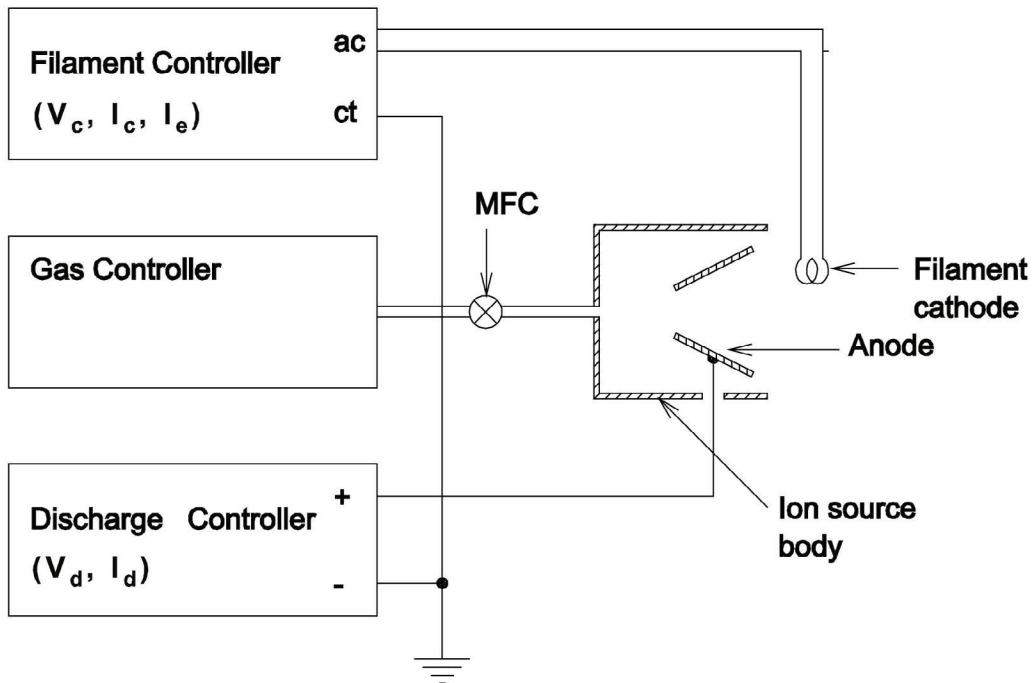 Filament Controller
(Vc, Ic, Ie)
ac
ct
MFC
Gas Controller
Filament
cathode
Anode
Ion source
body
Discharge Controller
(Vd, Id)
+
-